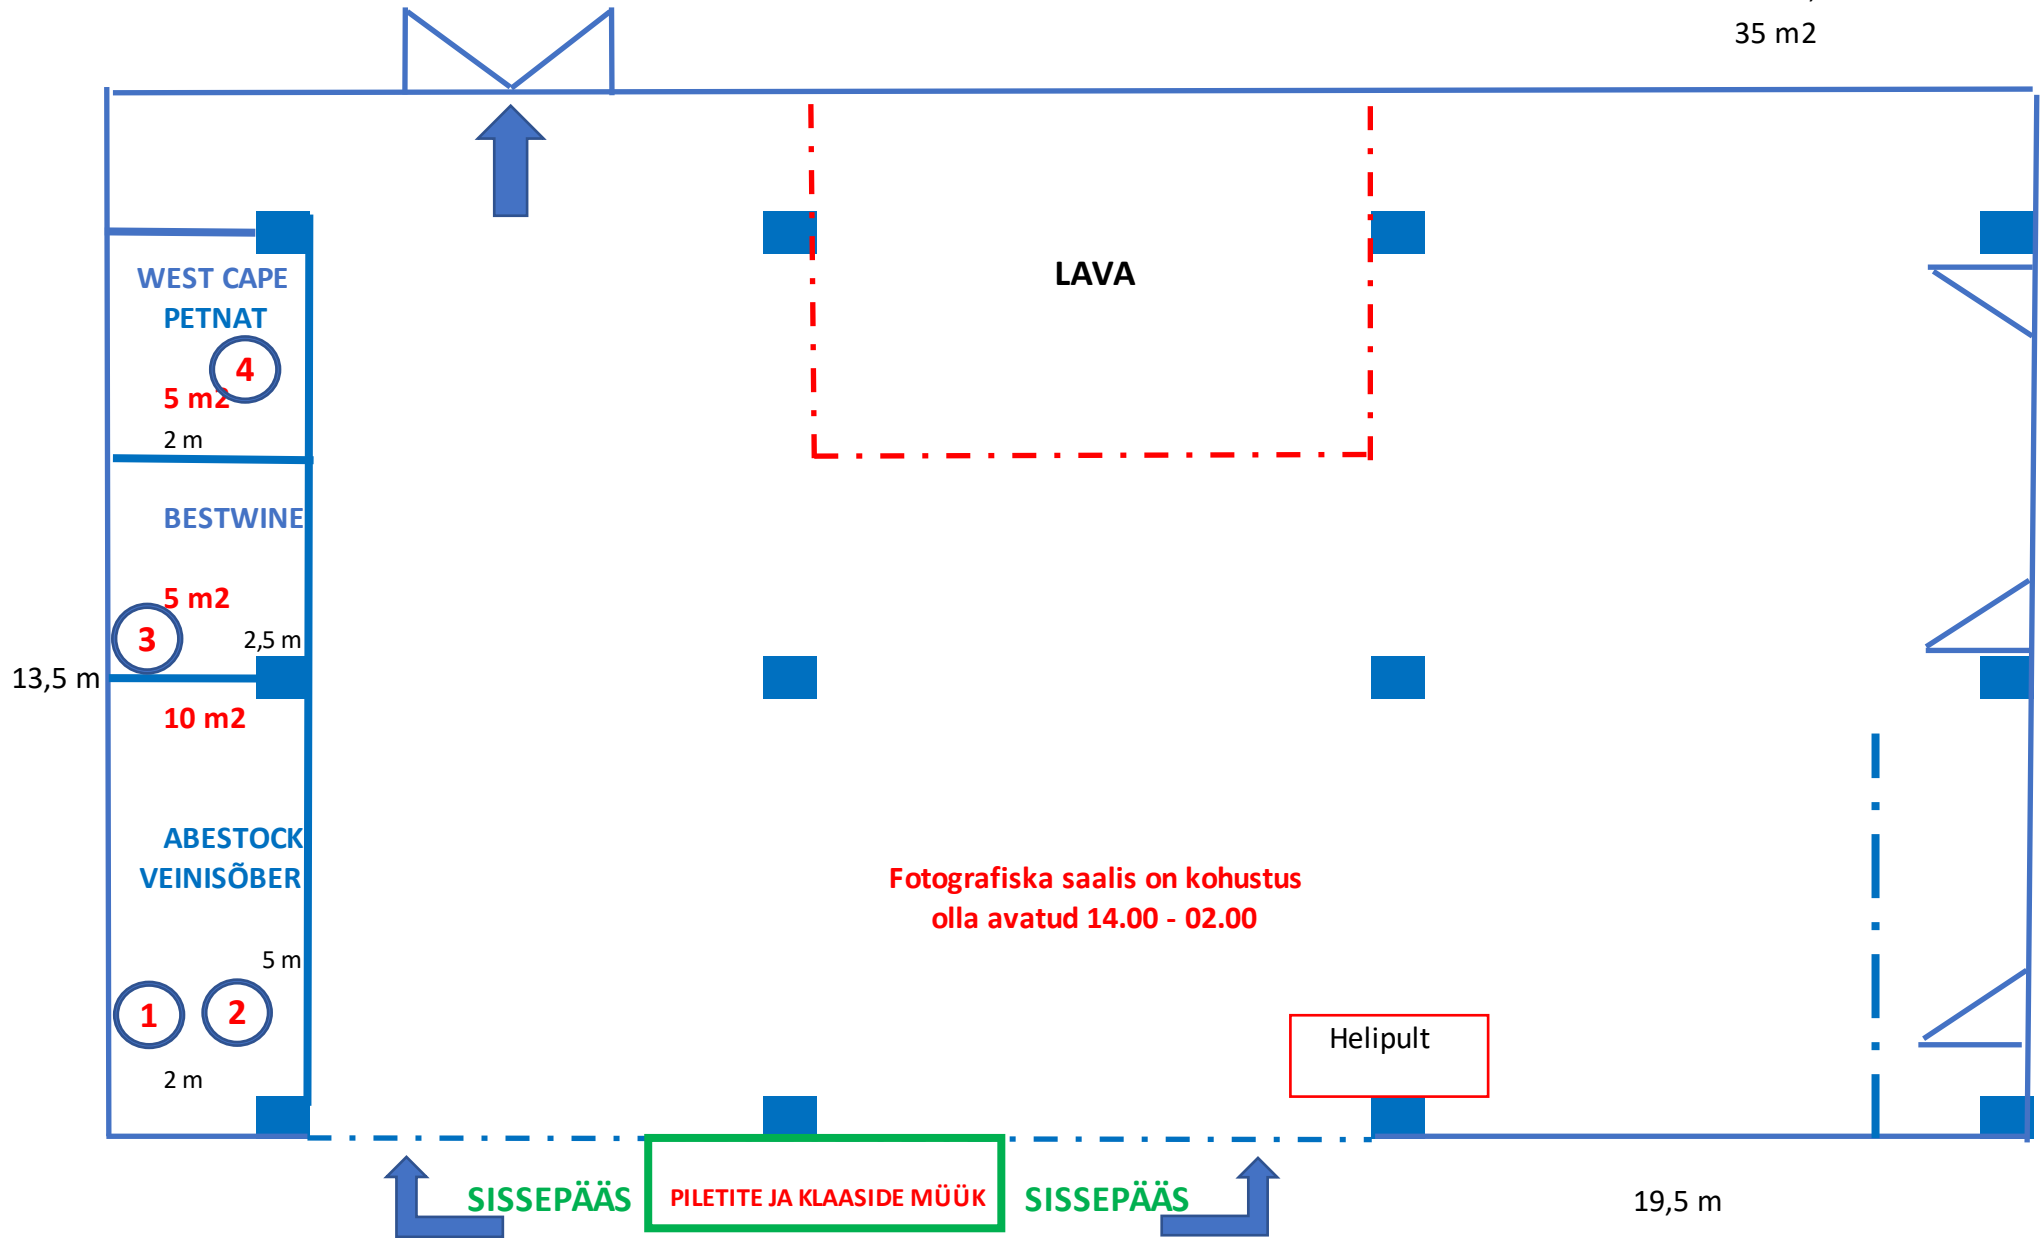 35 m2
LAVA
WEST CAPE
PETNAT
4
5 m2
2 m
BESTWINE
5 m2
3
2,5 m
13,5 m
10 m2
ABESTOCK
VEINISÕBER
Fotografiska saalis on kohustus
olla avatud 14.00 - 02.00
5 m
1
2
Helipult
2 m
SISSEPÄÄS
PILETITE JA KLAASIDE MÜÜK
SISSEPÄÄS
19,5 m